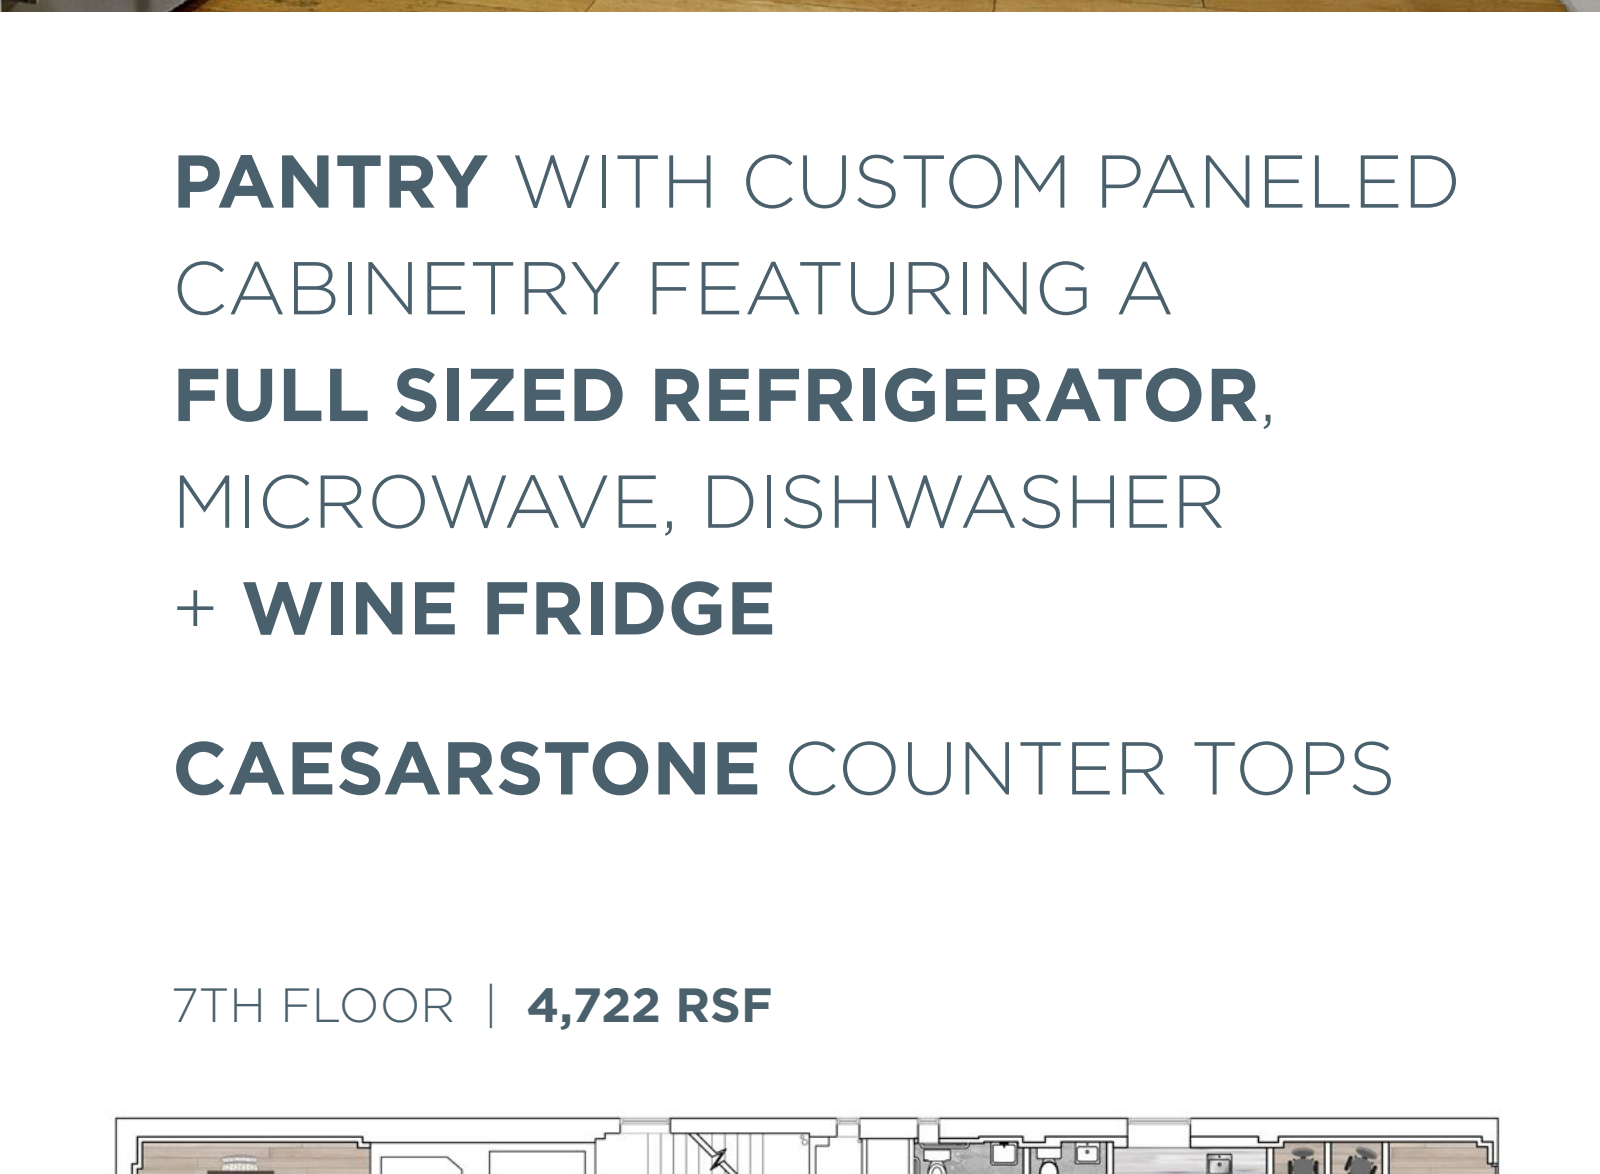 PANTRY WITH CUSTOM PANELED
CABINETRY FEATURING A
FULL SIZED REFRIGERATOR,
MICROWAVE, DISHWASHER
+ WINE FRIDGE
CAESARSTONE COUNTER TOPS
7TH FLOOR | 4,722 RSF